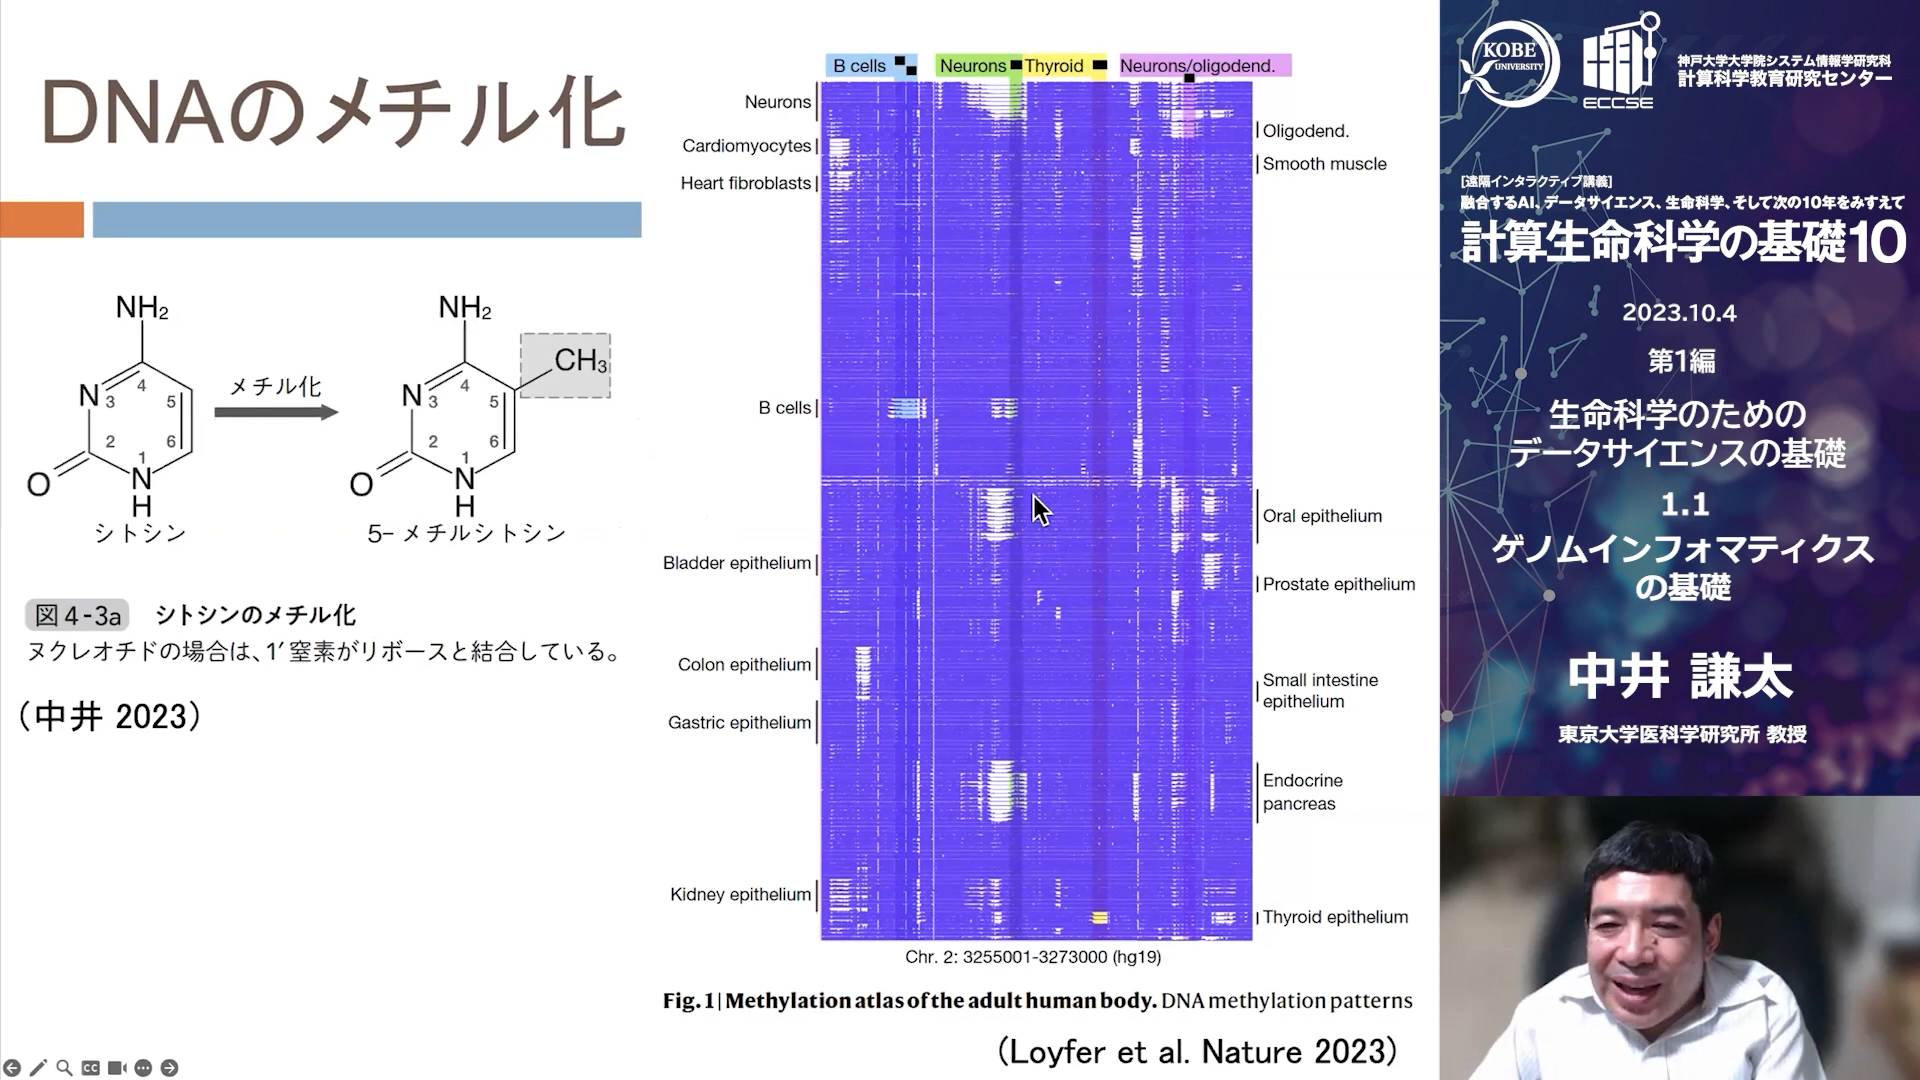 DNAのメチル化
NH2
N
3
4
5
2
1
6
O
N
H
シトシン
メチル化
NH2
CH3
N
3
4
5
2
1
6
O
N
H
5-メチルシトシン
図4-3a シトシンのメチル化
ヌクレオチドの場合は、1′窒素がリボースと結合している。
(中井 2023)
B cells
Neurons
Thyroid
Neurons/oligodend.
Neurons
Cardiomyocytes
Heart fibroblasts
B cells
Bladder epithelium
Colon epithelium
Gastric epithelium
Kidney epithelium
Oligodend.
Smooth muscle
Oral epithelium
Prostate epithelium
Small intestine
epithelium
Endocrine
pancreas
Thyroid epithelium
Chr. 2: 3255001-3273000 (hg19)
Fig. 1 | Methylation atlas of the adult human body. DNA methylation patterns
(Loyfer et al. Nature 2023)
CC
KOBE
UNIVERSITY
ECCSE
神戸大学大学院システム情報学研究科
計算科学教育研究センター
[遠隔インタラクティブ講義]
融合するAI、データサイエンス、生命科学、そして次の10年をみすえて
計算生命科学の基礎10
2023.10.4
第1編
生命科学のための
データサイエンスの基礎
1.1
ゲノムインフォマティクス
の基礎
中井 謙太
東京大学医科学研究所 教授